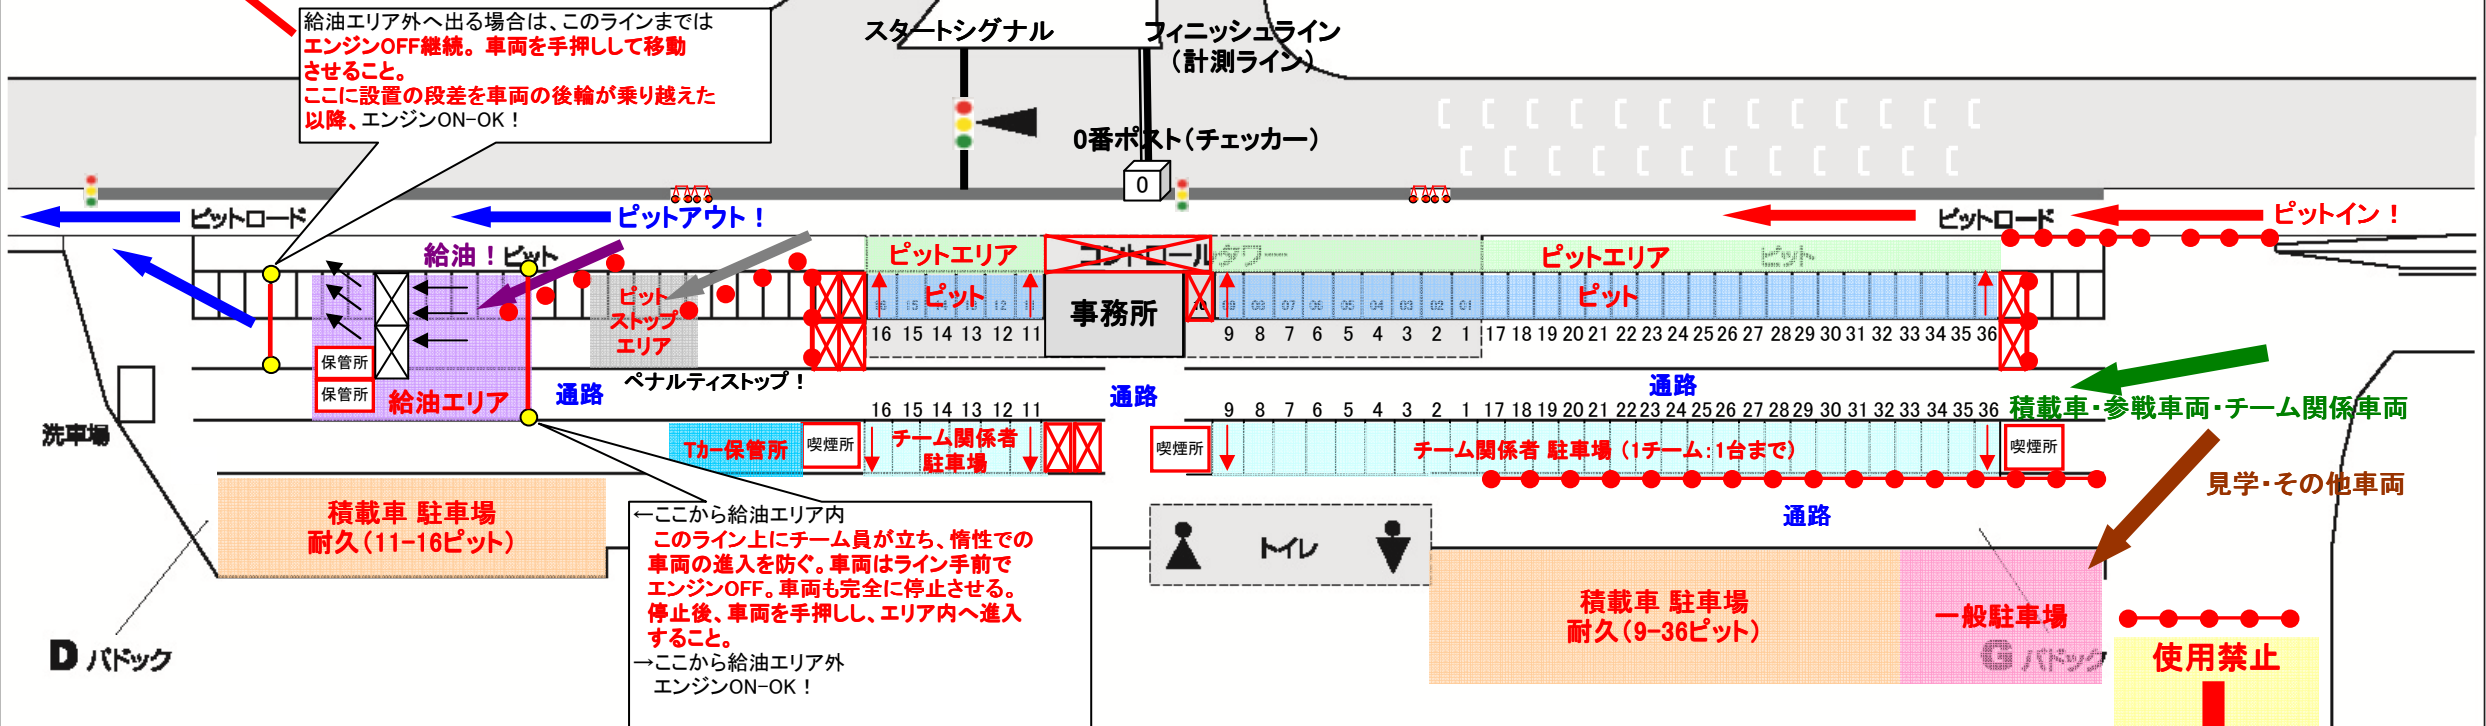 給油エリア外へ出る場合は、このラインまでは
エンジンOFF継続。車両を手押しして移動
させること。
ここに設置の段差を車両の後輪が乗り越えた
以降、エンジンON-OK！
スタートシグナル
フィニッシュライン
（計測ライン）
0番ポスト（チェッカー）
0
ピットロード
ピットアウト！
ピットロード
ピットイン！
給油！
ピット
ピットエリア
コントロールタワー
ピットエリア
ピット
ピット
ストップ
エリア
ピット
事務所
ピット
15 12
10 09 08 07 06 05 04 03 02 01
16 15 14 13 12 11
9 8 7 6 5 4 3 2 1 17 18 19 20 21 22 23 24 25 26 27 28 29 30 31 32 33 34 35 36
保管所
保管所
給油エリア
通路
ペナルティストップ！
通路
通路
積載車・参戦車両・チーム関係車両
16 15 14 13 12 11
9 8 7 6 5 4 3 2 1 17 18 19 20 21 22 23 24 25 26 27 28 29 30 31 32 33 34 35 36
洗車場
Tカー保管所
喫煙所
チーム関係者
駐車場
喫煙所
チーム関係者 駐車場（1チーム：1台まで）
喫煙所
見学・その他車両
積載車 駐車場
耐久（11-16ピット）
←ここから給油エリア内
このライン上にチーム員が立ち、惰性での
車両の進入を防ぐ。車両はライン手前で
エンジンOFF。車両も完全に停止させる。
停止後、車両を手押しし、エリア内へ進入
すること。
→ここから給油エリア外
エンジンON-OK！
トイレ
通路
積載車 駐車場
耐久（9-36ピット）
一般駐車場
D パドック
G パドック
使用禁止